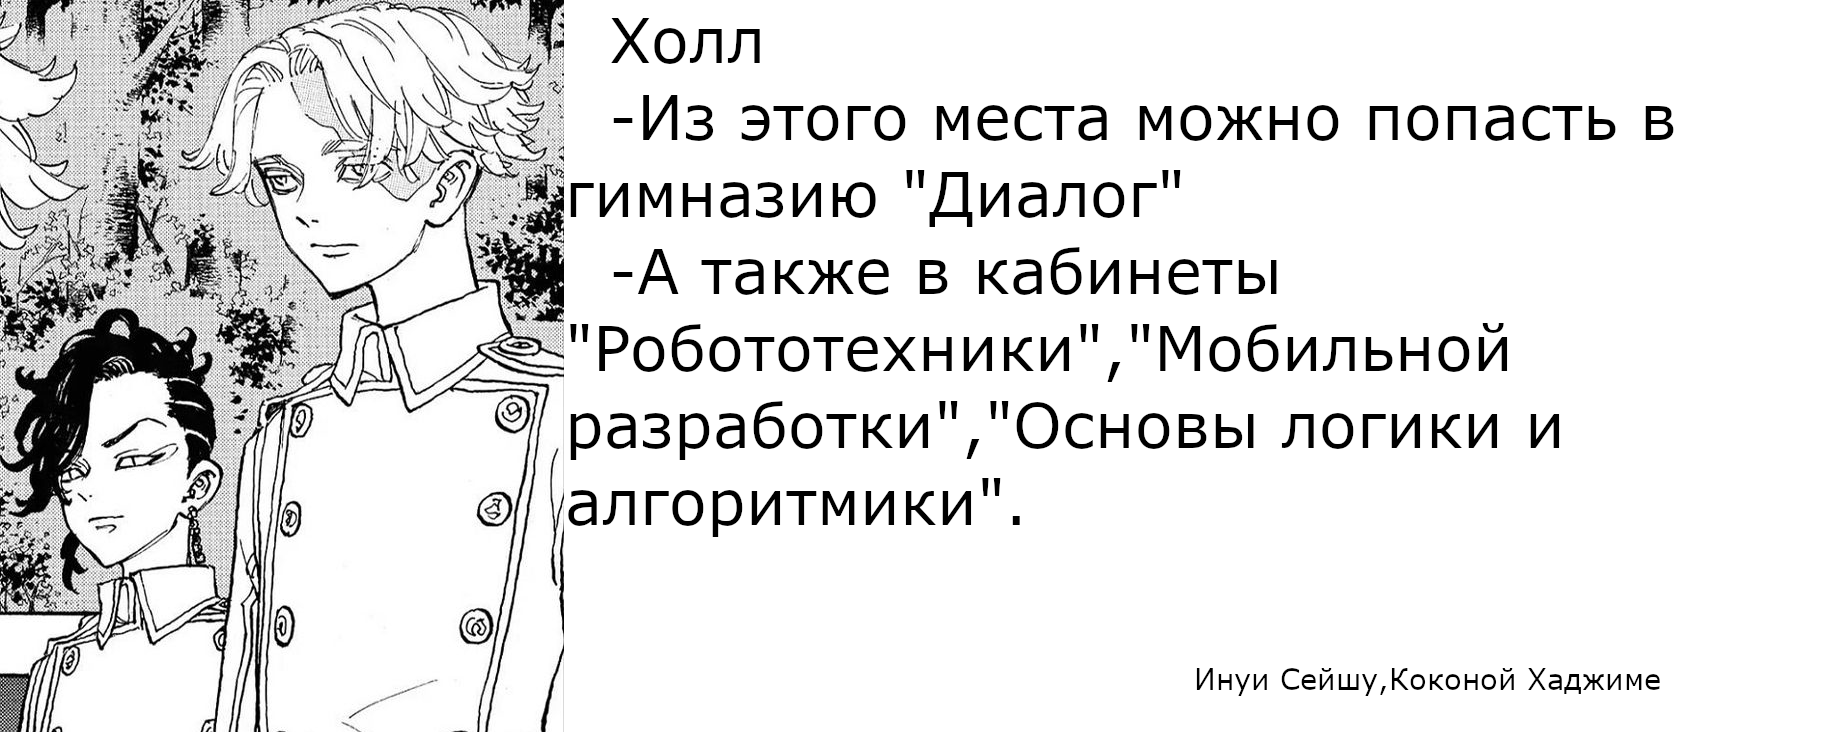 Холл
-Из этого места можно попасть в
гимназию "Диалог"
-А также в кабинеты
"Робототехники","Мобильной
разработки","Основы логики и
алгоритмики".
Инуи Сейшу,Коконой Хаджиме